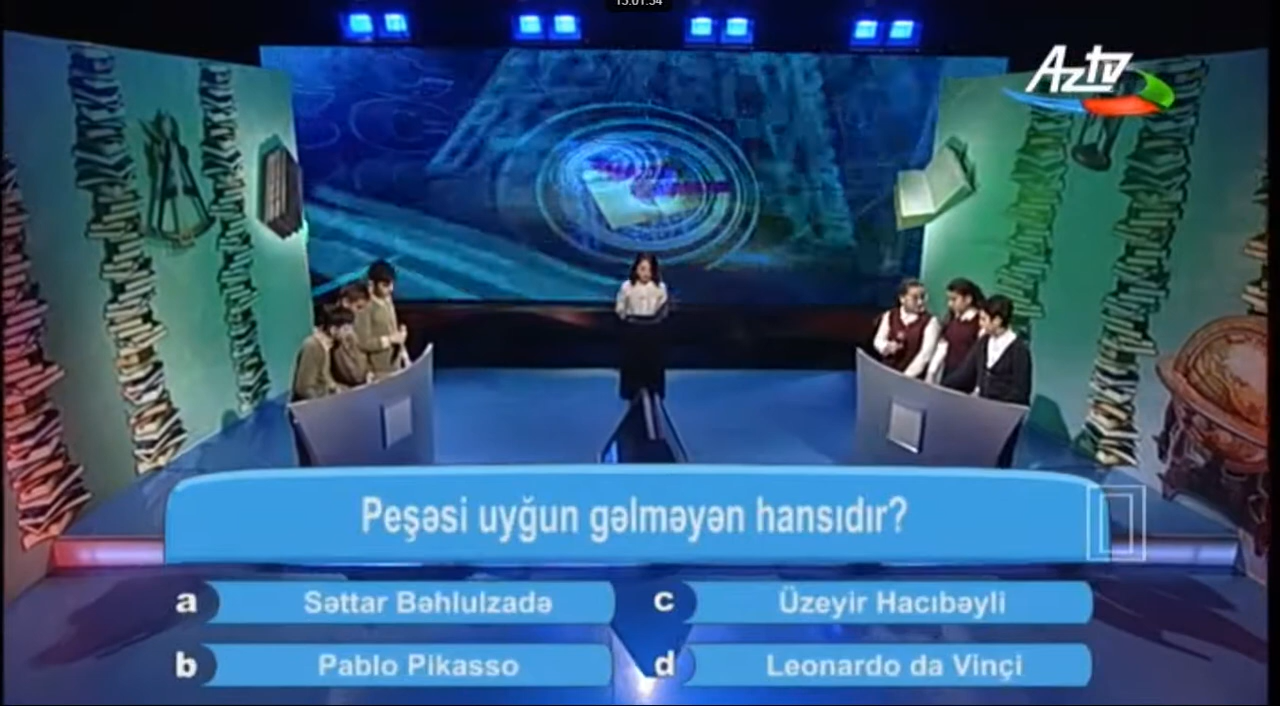 AZTV
Peşəsi uyğun gəlməyən hansıdır?
a Səttar Bəhlulzadə
c Üzeyir Hacıbəyli
b Pablo Pikasso
d Leonardo da Vinçi